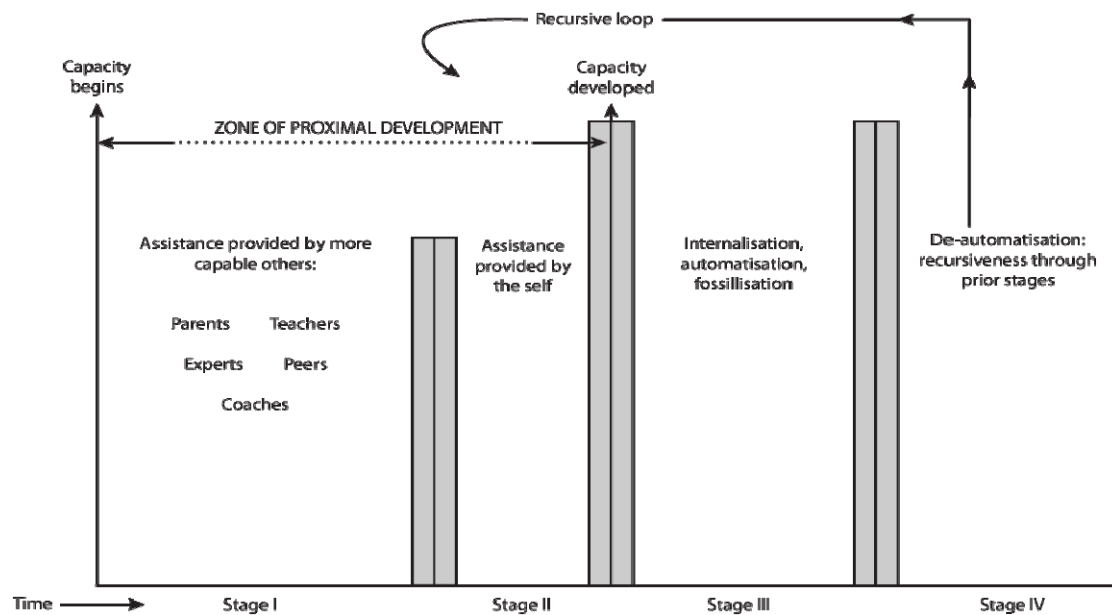 Recursive loop
Capacity
begins
Capacity
developed
ZONE OF PROXIMAL DEVELOPMENT
Assistance provided by more
capable others:
Parents Teachers
Experts Peers
Coaches
Assistance
provided by
the self
Internalisation,
automatisation,
fossillisation
De-automatisation:
recursiveness through
prior stages
Time Stage I Stage II Stage III Stage IV